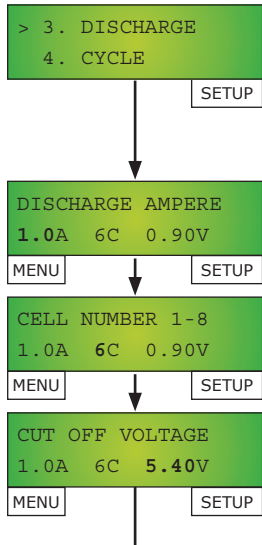 > 3. DISCHARGE
4. CYCLE
SETUP
DISCHARGE AMPERE
1.0A 6C 0.90V
MENU SETUP
CELL NUMBER 1-8
1.0A 6C 0.90V
MENU SETUP
CUT OFF VOLTAGE
1.0A 6C 5.40V
MENU SETUP